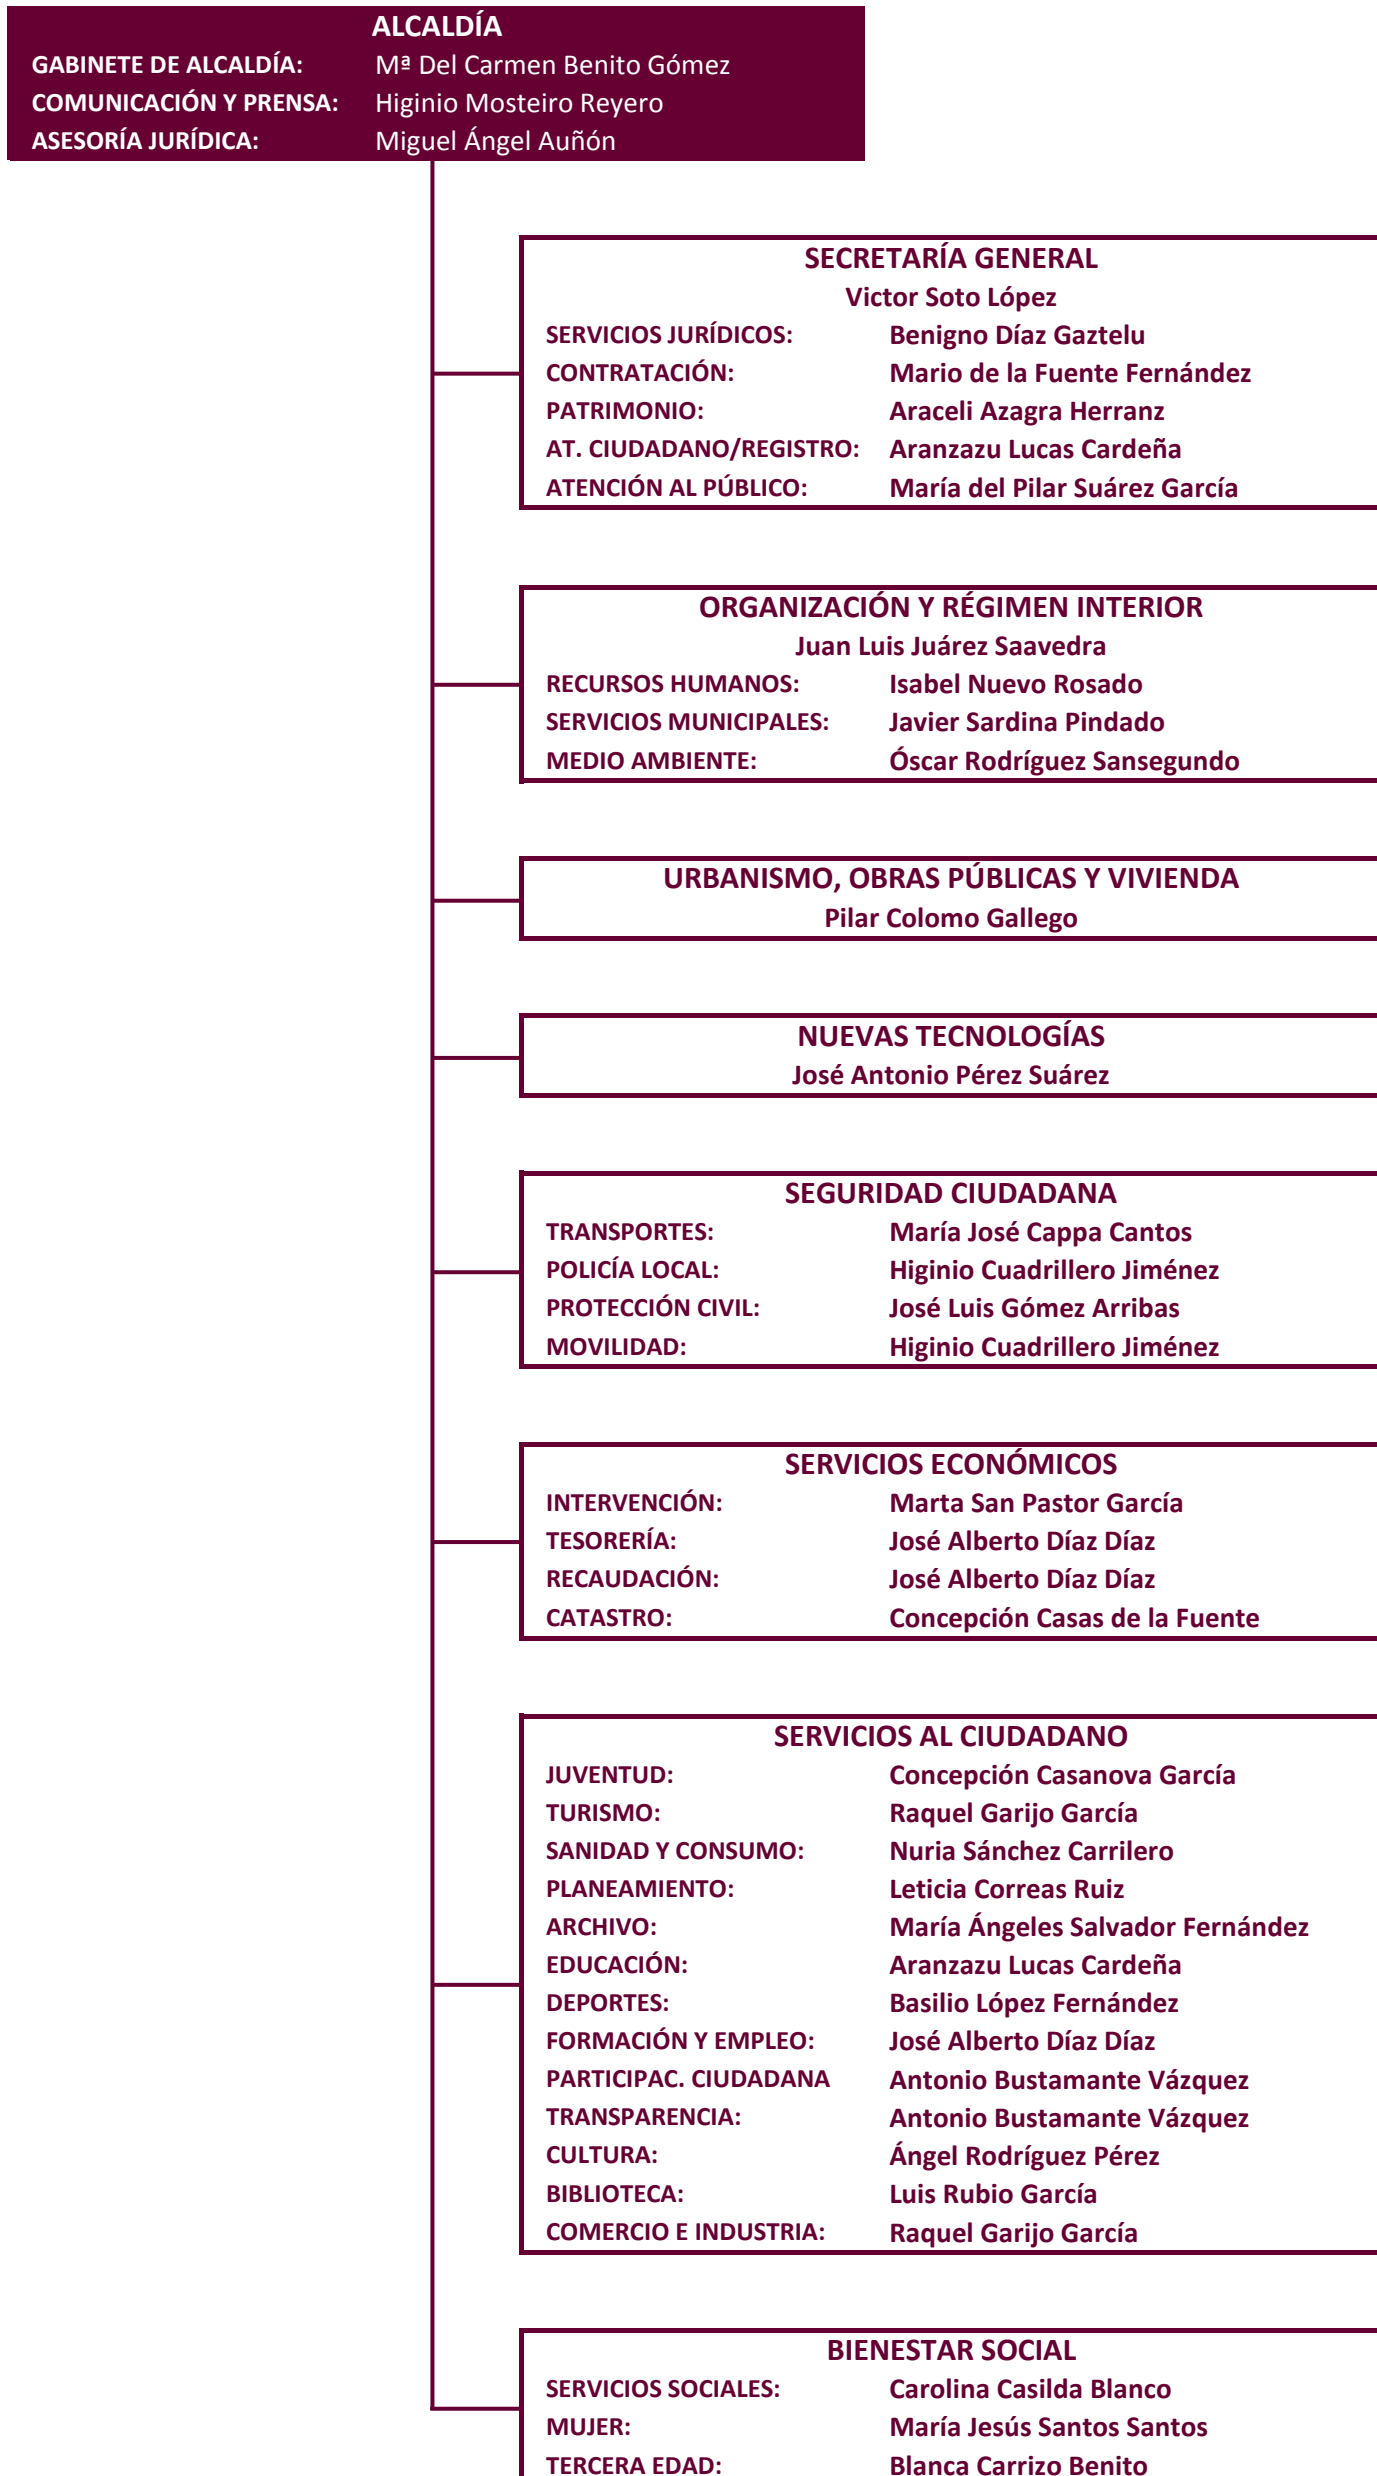 ALCALDÍA
GABINETE DE ALCALDÍA: Mª Del Carmen Benito Gómez
COMUNICACIÓN Y PRENSA: Higinio Mosteiro Reyero
ASESORÍA JURÍDICA: Miguel Ángel Auñón
SECRETARÍA GENERAL
Victor Soto López
SERVICIOS JURÍDICOS: Benigno Díaz Gaztelu
CONTRATACIÓN: Mario de la Fuente Fernández
PATRIMONIO: Araceli Azagra Herranz
AT. CIUDADANO/REGISTRO: Aranzazu Lucas Cardeña
ATENCIÓN AL PÚBLICO: María del Pilar Suárez García
ORGANIZACIÓN Y RÉGIMEN INTERIOR
Juan Luis Juárez Saavedra
RECURSOS HUMANOS: Isabel Nuevo Rosado
SERVICIOS MUNICIPALES: Javier Sardina Pindado
MEDIO AMBIENTE: Óscar Rodríguez Sansegundo
URBANISMO, OBRAS PÚBLICAS Y VIVIENDA
Pilar Colomo Gallego
NUEVAS TECNOLOGÍAS
José Antonio Pérez Suárez
SEGURIDAD CIUDADANA
TRANSPORTES: María José Cappa Cantos
POLICÍA LOCAL: Higinio Cuadrillero Jiménez
PROTECCIÓN CIVIL: José Luis Gómez Arribas
MOVILIDAD: Higinio Cuadrillero Jiménez
SERVICIOS ECONÓMICOS
INTERVENCIÓN: Marta San Pastor García
TESORERÍA: José Alberto Díaz Díaz
RECAUDACIÓN: José Alberto Díaz Díaz
CATASTRO: Concepción Casas de la Fuente
SERVICIOS AL CIUDADANO
JUVENTUD: Concepción Casanova García
TURISMO: Raquel Garijo García
SANIDAD Y CONSUMO: Nuria Sánchez Carrilero
PLANEAMIENTO: Leticia Correas Ruiz
ARCHIVO: María Ángeles Salvador Fernández
EDUCACIÓN: Aranzazu Lucas Cardeña
DEPORTES: Basilio López Fernández
FORMACIÓN Y EMPLEO: José Alberto Díaz Díaz
PARTICIPAC. CIUDADANA Antonio Bustamante Vázquez
TRANSPARENCIA: Antonio Bustamante Vázquez
CULTURA: Ángel Rodríguez Pérez
BIBLIOTECA: Luis Rubio García
COMERCIO E INDUSTRIA: Raquel Garijo García
BIENESTAR SOCIAL
SERVICIOS SOCIALES: Carolina Casilda Blanco
MUJER: María Jesús Santos Santos
TERCERA EDAD: Blanca Carrizo Benito